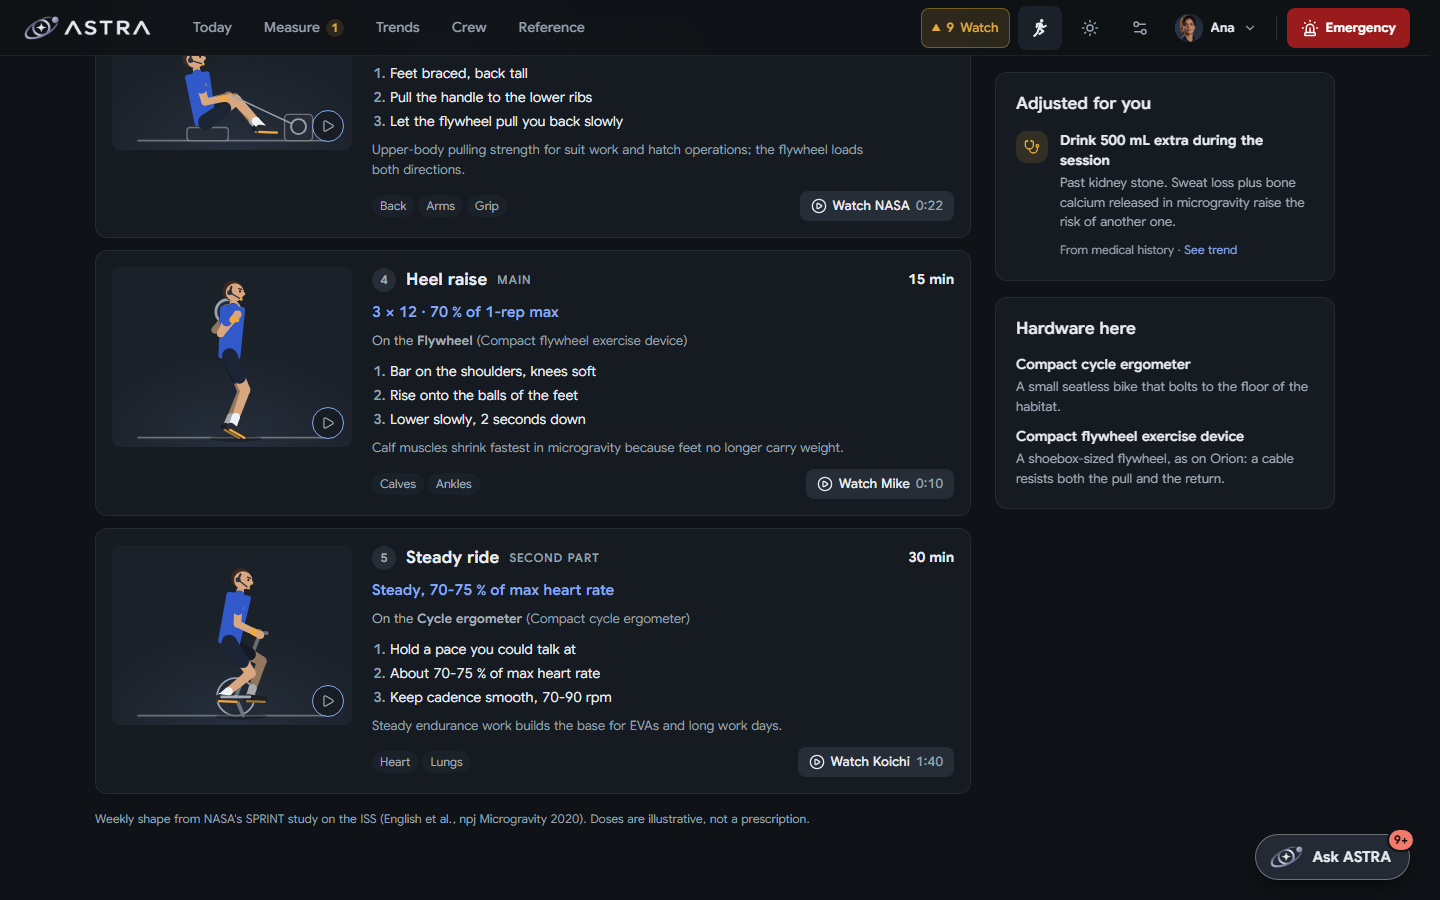 ASTRA
Today
Measure 1
Trends
Crew
Reference
9 Watch
Ana
Emergency
1. Feet braced, back tall
2. Pull the handle to the lower ribs
3. Let the flywheel pull you back slowly
Upper-body pulling strength for suit work and hatch operations; the flywheel loads
both directions.
Back Arms Grip
Watch NASA 0:22
4 Heel raise MAIN
15 min
3 × 12 · 70 % of 1-rep max
On the Flywheel (Compact flywheel exercise device)
1. Bar on the shoulders, knees soft
2. Rise onto the balls of the feet
3. Lower slowly, 2 seconds down
Calf muscles shrink fastest in microgravity because feet no longer carry weight.
Calves Ankles
Watch Mike 0:10
5 Steady ride SECOND PART
30 min
Steady, 70-75 % of max heart rate
On the Cycle ergometer (Compact cycle ergometer)
1. Hold a pace you could talk at
2. About 70-75 % of max heart rate
3. Keep cadence smooth, 70-90 rpm
Steady endurance work builds the base for EVAs and long work days.
Heart Lungs
Watch Koichi 1:40
Weekly shape from NASA's SPRINT study on the ISS (English et al., npj Microgravity 2020). Doses are illustrative, not a prescription.
Adjusted for you
Drink 500 mL extra during the
session
Past kidney stone. Sweat loss plus bone
calcium released in microgravity raise the
risk of another one.
From medical history · See trend
Hardware here
Compact cycle ergometer
A small seatless bike that bolts to the floor of the
habitat.
Compact flywheel exercise device
A shoebox-sized flywheel, as on Orion: a cable
resists both the pull and the return.
9+
Ask ASTRA